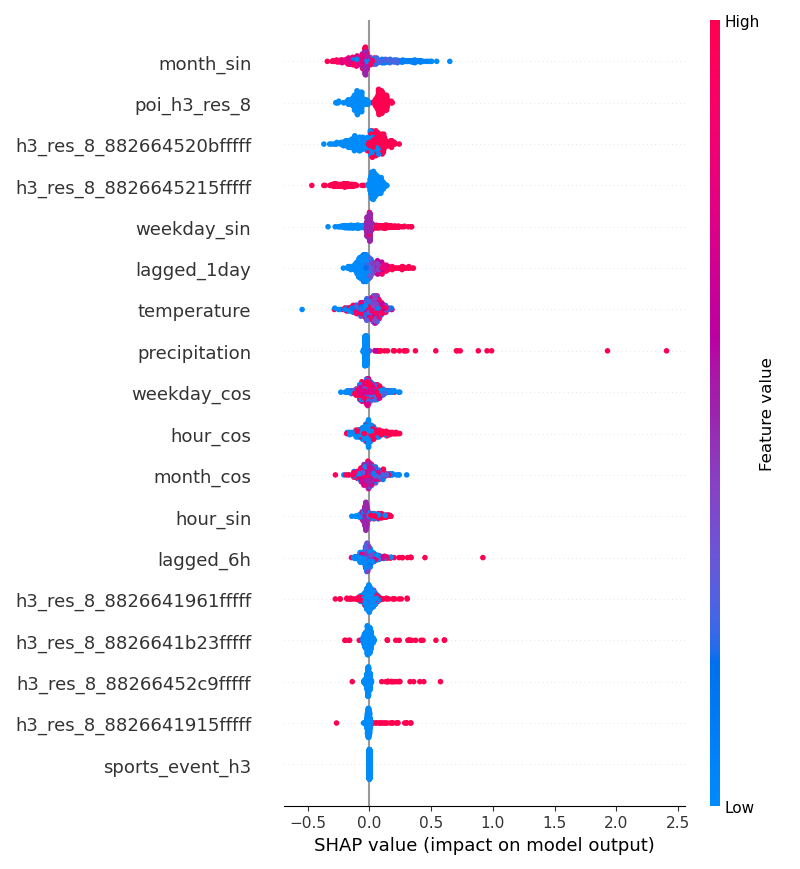 High
month_sin
poi_h3_res_8
h3_res_8_882664520bfffff
h3_res_8_8826645215fffff
weekday_sin
lagged_1day
temperature
precipitation
weekday_cos
hour_cos
month_cos
hour_sin
lagged_6h
h3_res_8_8826641961fffff
h3_res_8_8826641b23fffff
h3_res_8_88266452c9fffff
h3_res_8_8826641915fffff
sports_event_h3
Feature value
Low
−0.5 0.0 0.5 1.0 1.5 2.0 2.5
SHAP value (impact on model output)